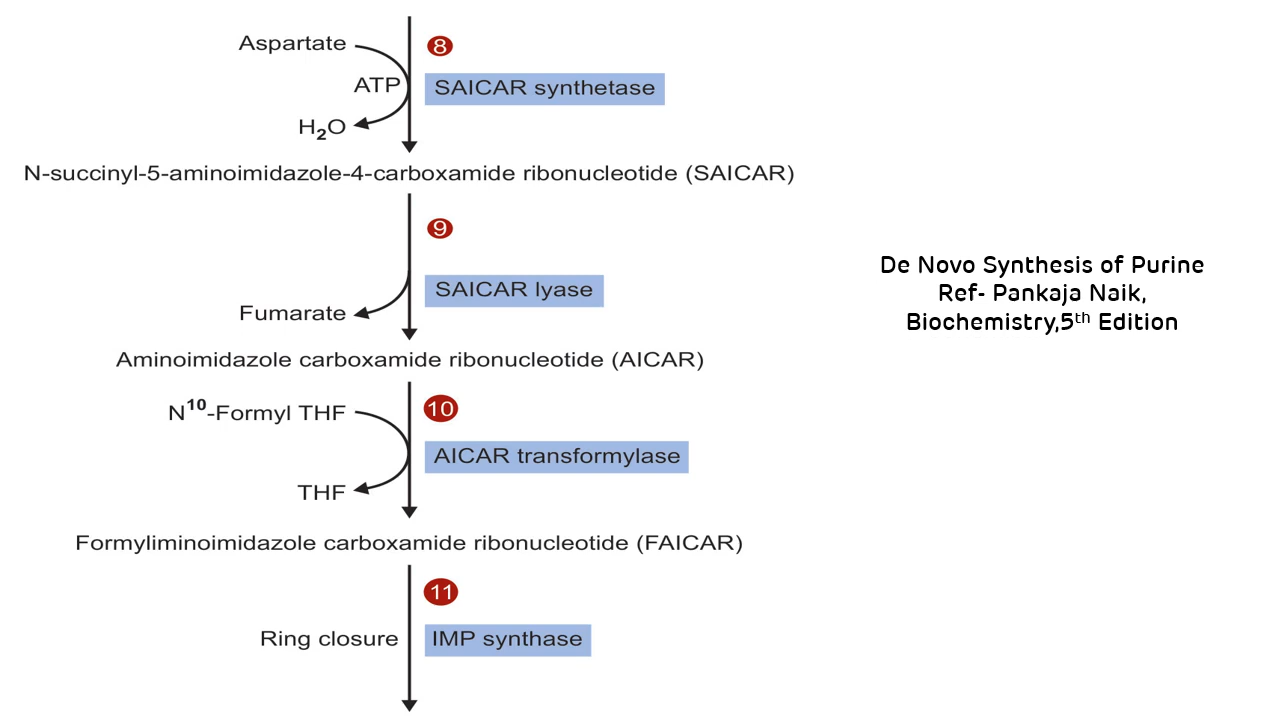 Aspartate
8
ATP
SAICAR synthetase
H₂O
N-succinyl-5-aminoimidazole-4-carboxamide ribonucleotide (SAICAR)
9
SAICAR lyase
Fumarate
Aminoimidazole carboxamide ribonucleotide (AICAR)
N¹⁰-Formyl THF
10
AICAR transformylase
THF
Formyliminoimidazole carboxamide ribonucleotide (FAICAR)
11
Ring closure
IMP synthase
De Novo Synthesis of Purine
Ref- Pankaja Naik,
Biochemistry,5ᵗʰ Edition